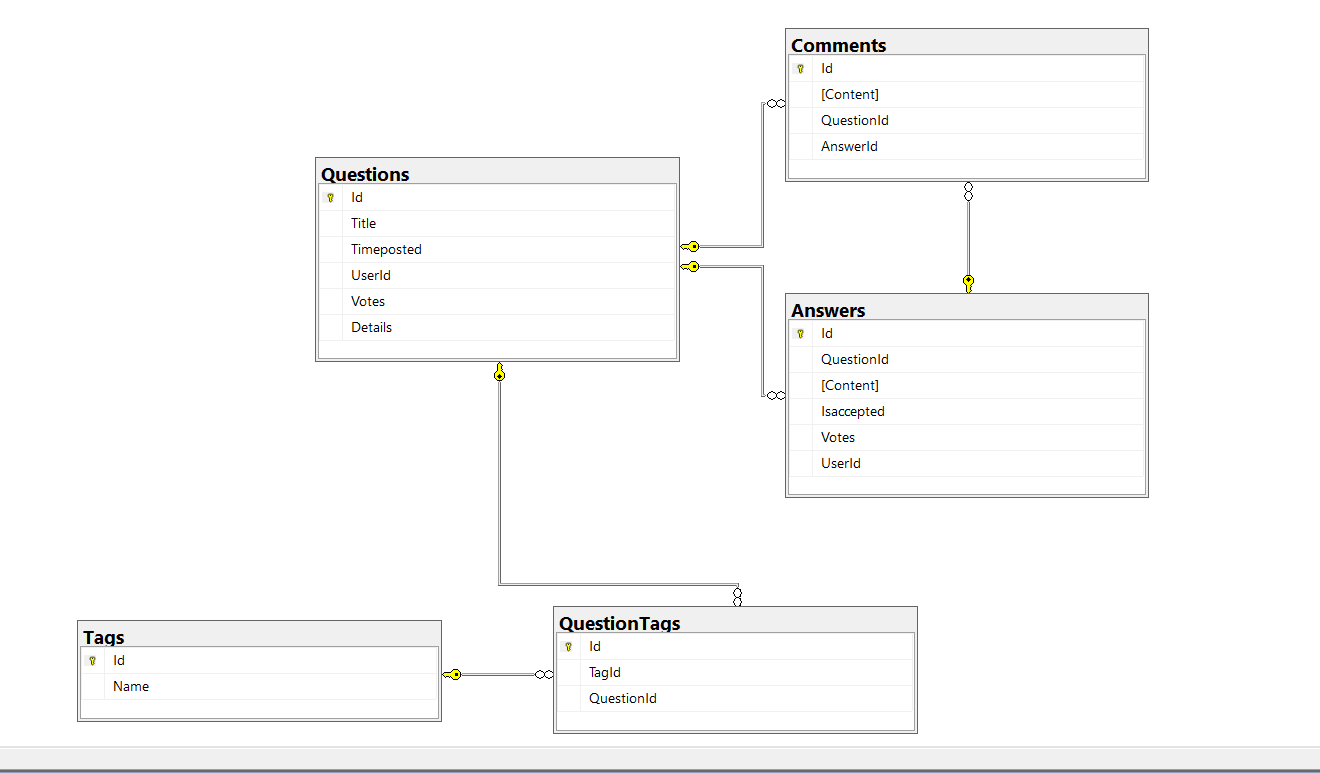 Comments
Id
[Content]
QuestionId
AnswerId
Questions
Id
Title
Timeposted
UserId
Votes
Details
Answers
Id
QuestionId
[Content]
Isaccepted
Votes
UserId
Tags
Id
Name
QuestionTags
Id
TagId
QuestionId